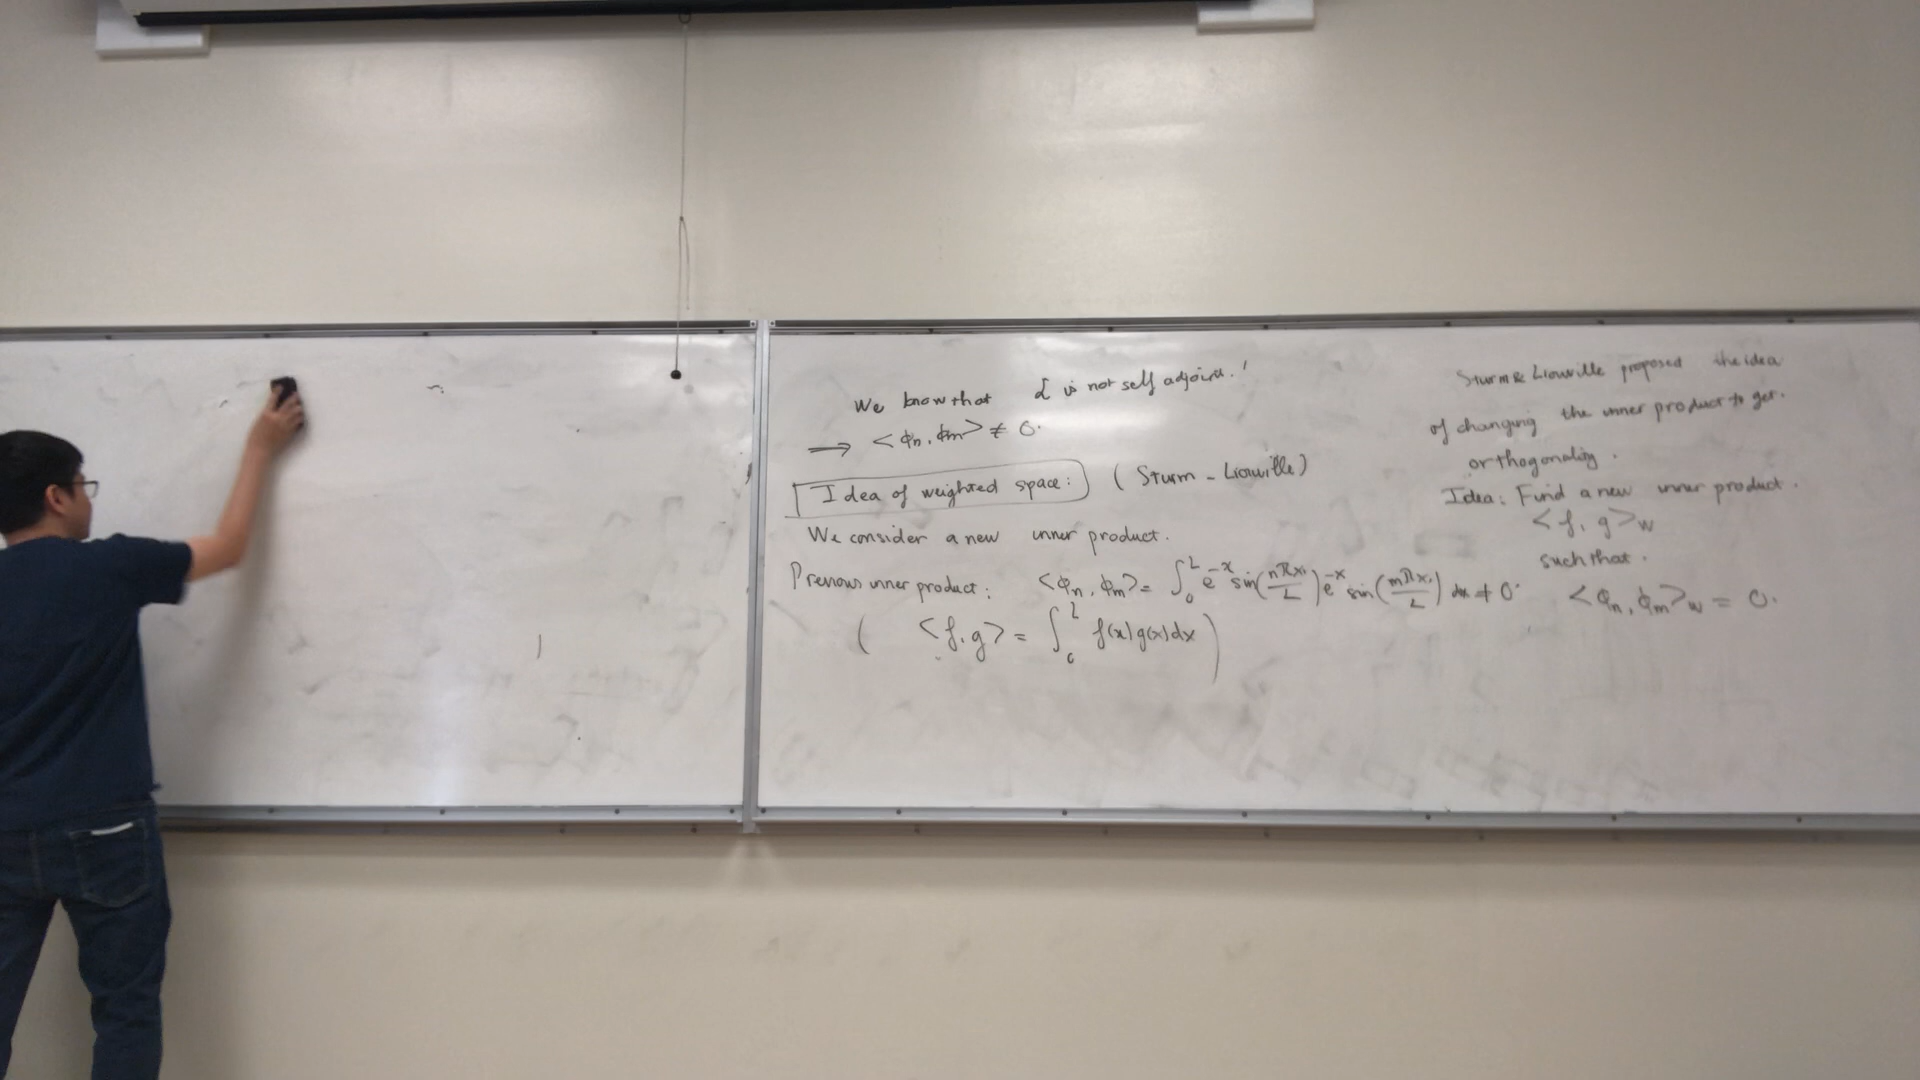 We know that L is not self adjoint.!
→ <ϕn, ϕm> ≠ 0.
Idea of weighted space: (Sturm - Liouville)
We consider a new inner product.
Previous inner product: <ϕn, ϕm> = ∫₀ᴸ e⁻ˣ sin(nπx/L) e⁻ˣ sin(mπx/L) dx ≠ 0.
( <f, g> = ∫₀ᴸ f(x)g(x)dx )
Sturm & Liouville proposed the idea
of changing the inner product to get.
orthogonality.
Idea: Find a new inner product.
<f, g>w
such that.
<ϕn, ϕm>w = 0.